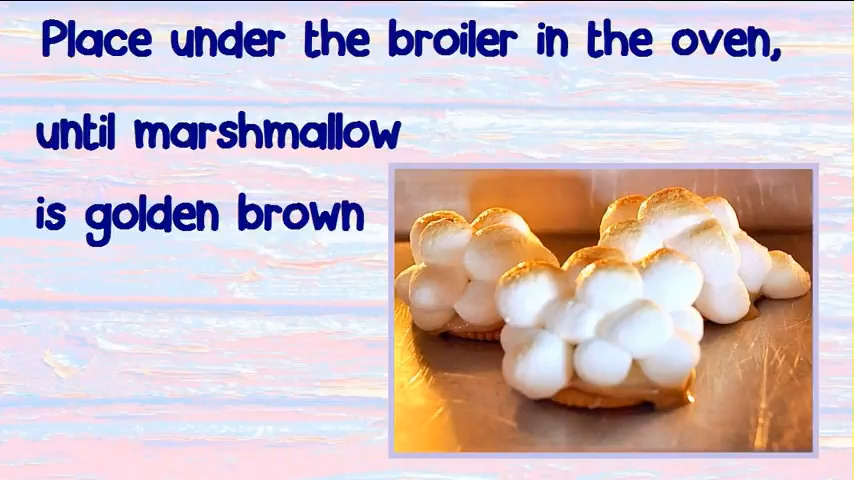 Place under the broiler in the oven,
until marshmallow
is golden brown